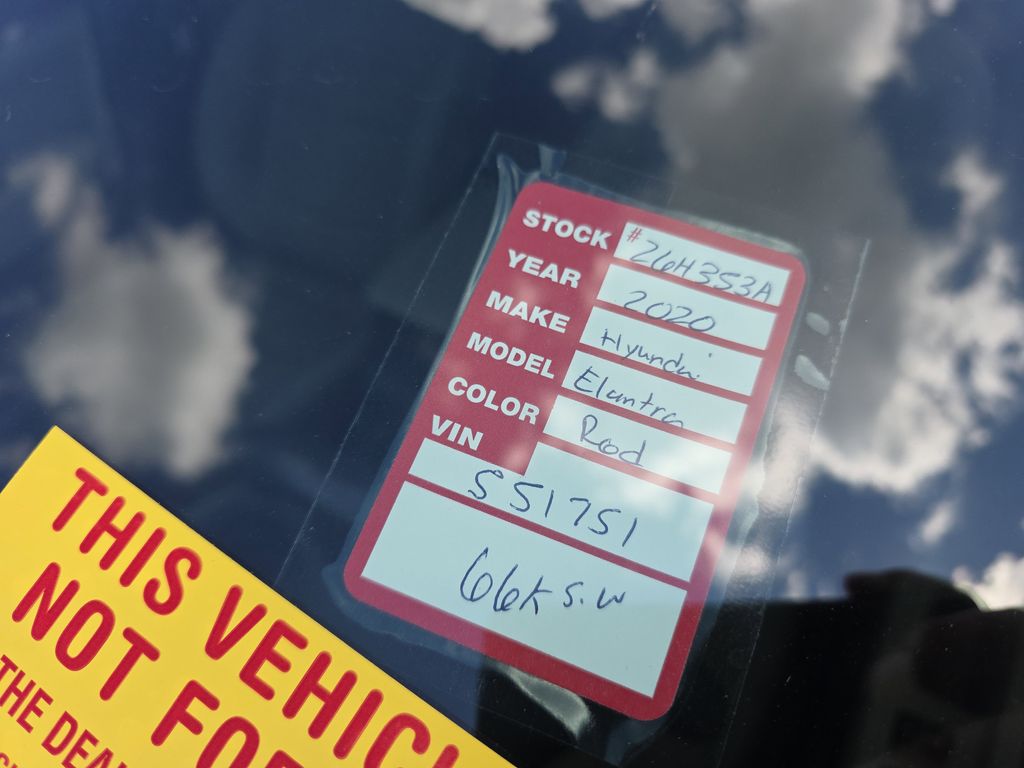 STOCK #26H353A
YEAR 2020
MAKE Hyundai
MODEL Elantra
COLOR Red
VIN
551751
66K S.W
THIS VEHICL
NOT FO
THE DEA